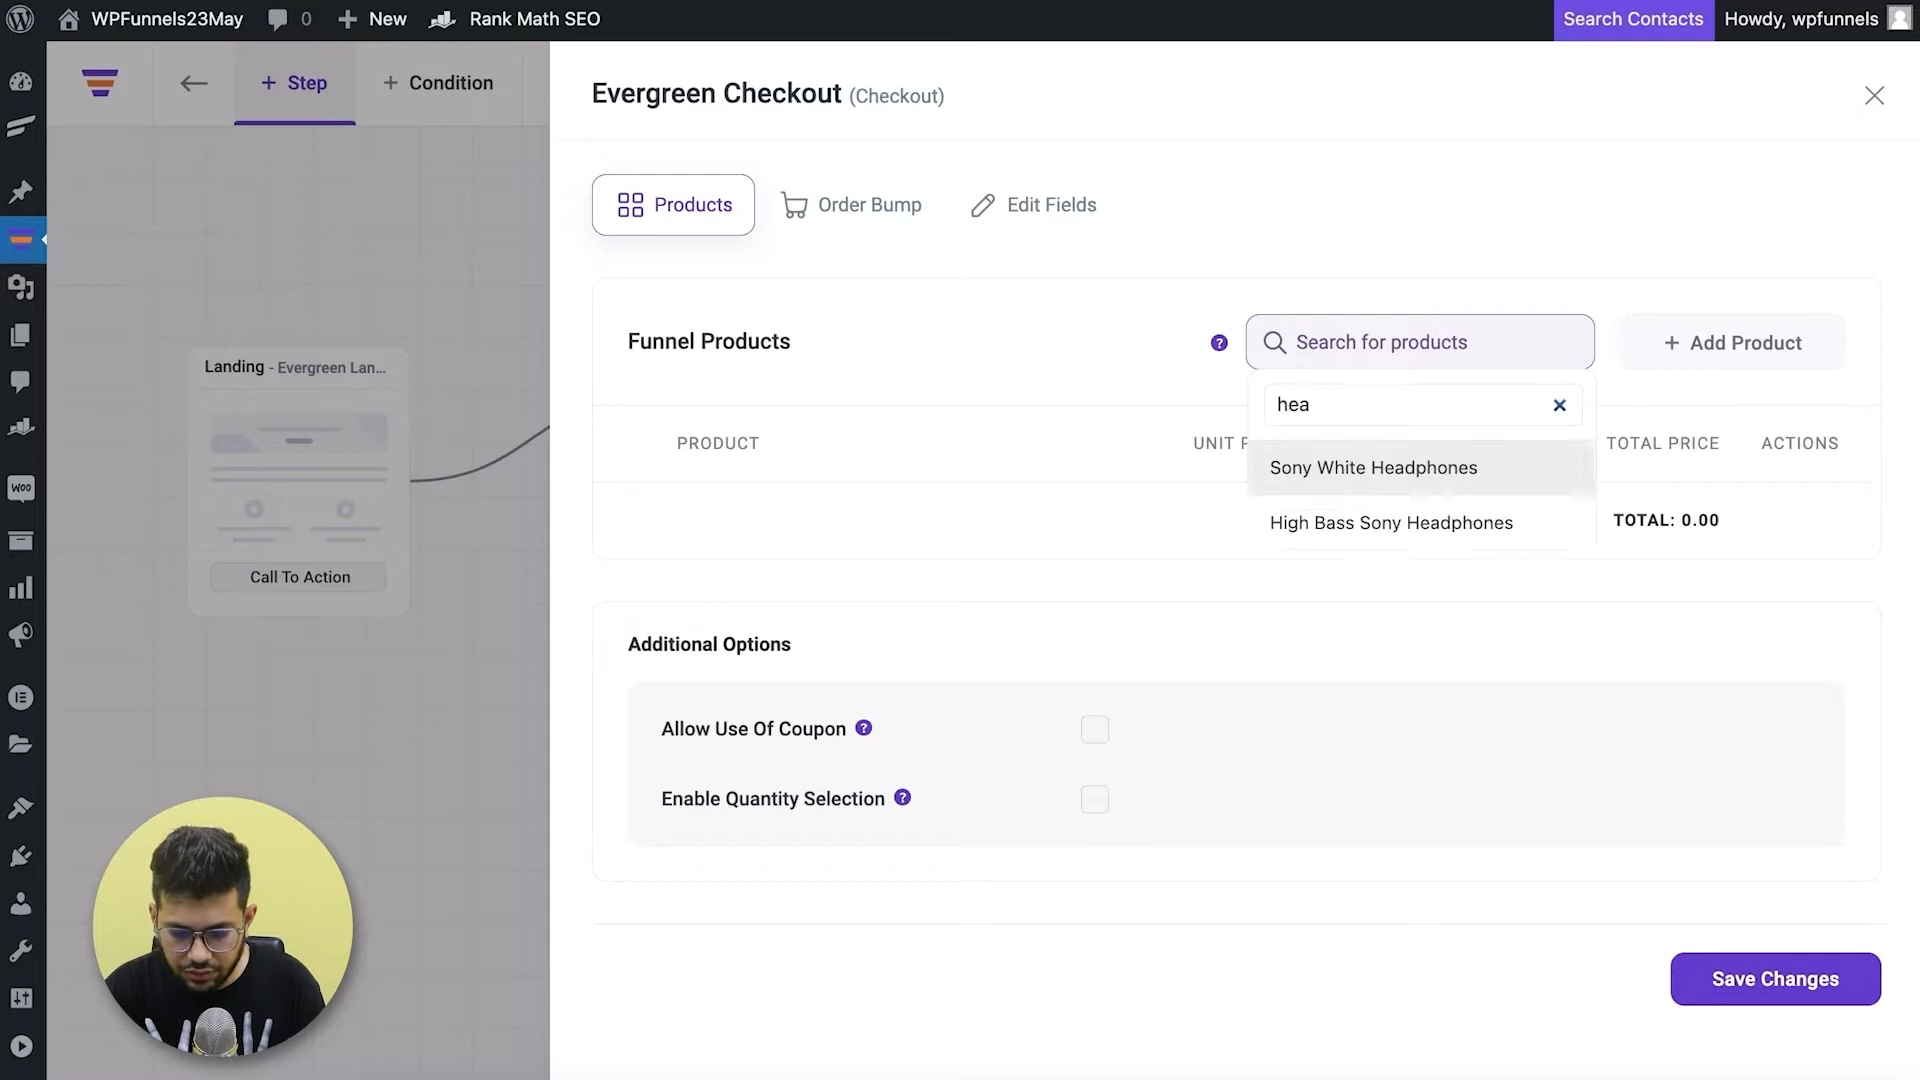 WPFunnels23May 0 New Rank Math SEO Search Contacts Howdy, wpfunnels
+ Step + Condition
Evergreen Checkout (Checkout)
Products Order Bump Edit Fields
Funnel Products ? Search for products + Add Product
hea
PRODUCT UNIT P TOTAL PRICE ACTIONS
Sony White Headphones
High Bass Sony Headphones TOTAL: 0.00
Landing - Evergreen Lan...
Call To Action
woo
Additional Options
Allow Use Of Coupon ?
Enable Quantity Selection ?
Save Changes